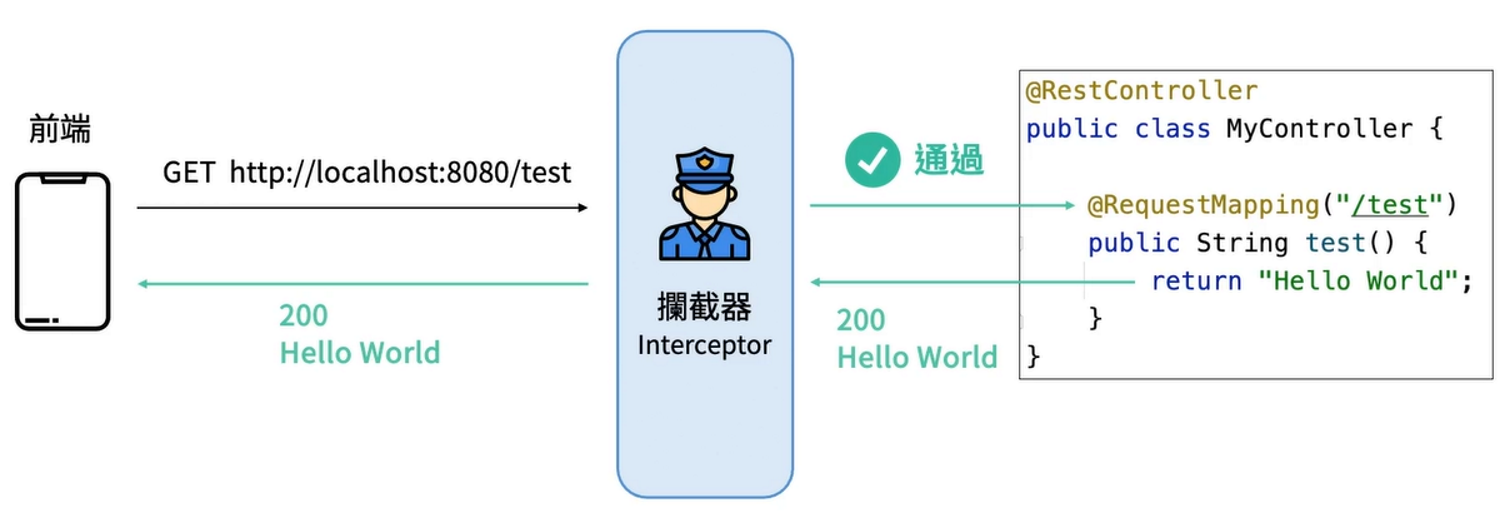 前端
GET http://localhost:8080/test
200
Hello World
攔截器
Interceptor
通過
200
Hello World
@RestController
public class MyController {
@RequestMapping("/test")
public String test() {
return "Hello World";
}
}